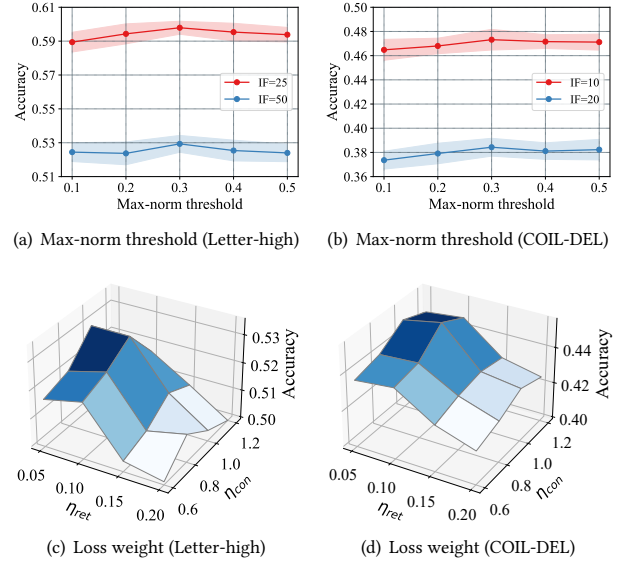 0.61
0.59
0.57
0.55
0.53
0.51
Accuracy
IF=25
IF=50
0.1 0.2 0.3 0.4 0.5
Max-norm threshold
(a) Max-norm threshold (Letter-high)
0.50
0.48
0.46
0.44
0.42
0.40
0.38
0.36
Accuracy
IF=10
IF=20
0.1 0.2 0.3 0.4 0.5
Max-norm threshold
(b) Max-norm threshold (COIL-DEL)
0.53
0.52
0.51
0.50
Accuracy
1.2
1.0
0.8
0.6
ηcon
0.05
0.10
0.15
0.20
ηret
(c) Loss weight (Letter-high)
0.44
0.42
0.40
Accuracy
1.2
1.0
0.8
0.6
ηcon
0.05
0.10
0.15
0.20
ηret
(d) Loss weight (COIL-DEL)